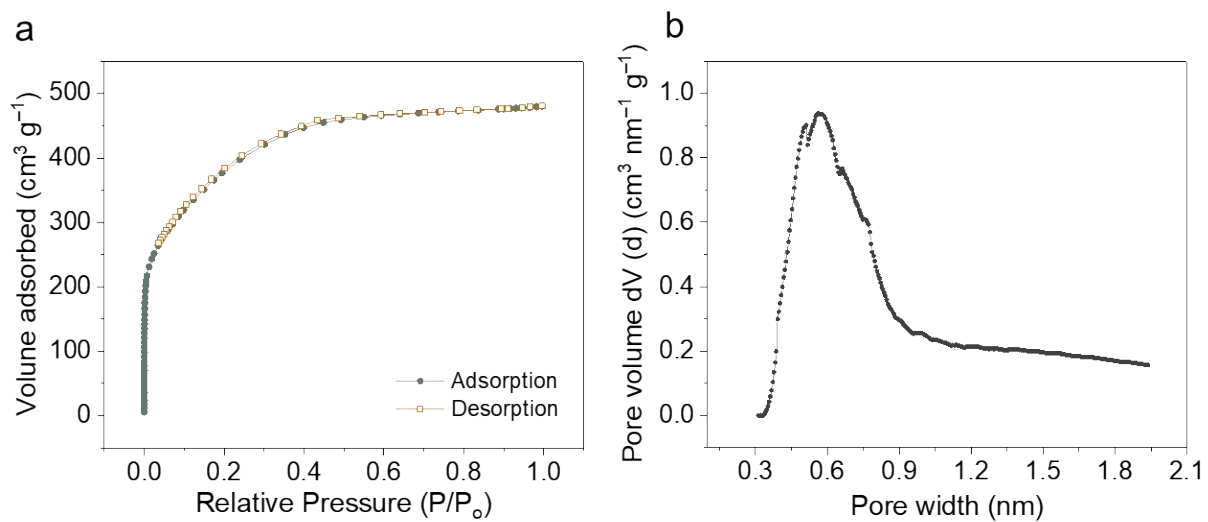 a
Volune adsorbed (cm³ g⁻¹)
500
400
300
200
100
0
Adsorption
Desorption
0.0 0.2 0.4 0.6 0.8 1.0
Relative Pressure (P/Pₒ)
b
Pore volume dV (d) (cm³ nm⁻¹ g⁻¹)
1.0
0.8
0.6
0.4
0.2
0.0
0.3 0.6 0.9 1.2 1.5 1.8 2.1
Pore width (nm)